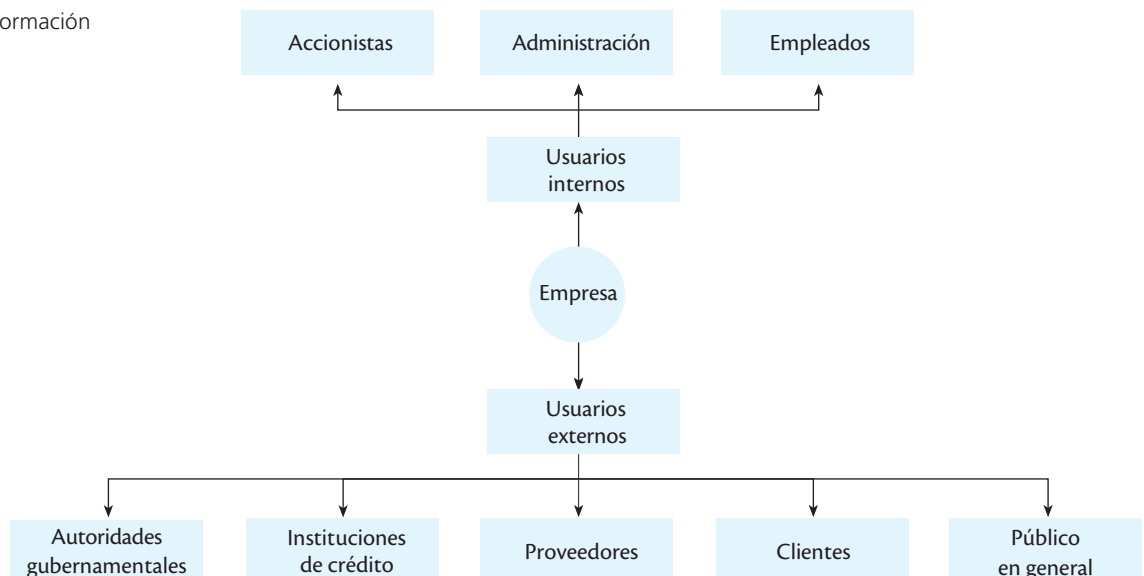 ormación
Accionistas
Administración
Empleados
Usuarios
internos
Empresa
Usuarios
externos
Autoridades
gubernamentales
Instituciones
de crédito
Proveedores
Clientes
Público
en general